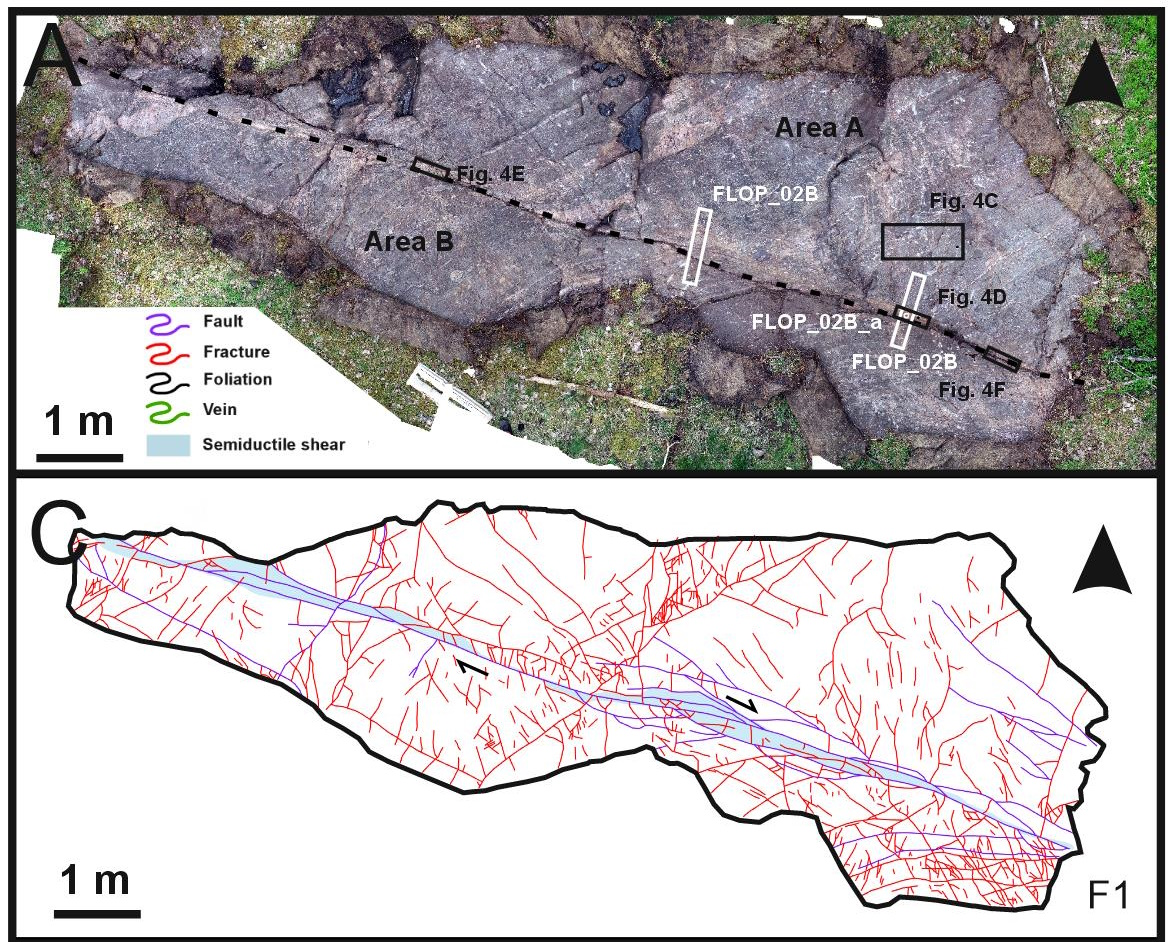 A
Area A
Fig. 4E
FLOP_02B
Fig. 4C
Area B
Fig. 4D
FLOP_02B_a
FLOP_02B
Fig. 4F
Fault
Fracture
Foliation
Vein
Semiductile shear
1 m
C
1 m
F1